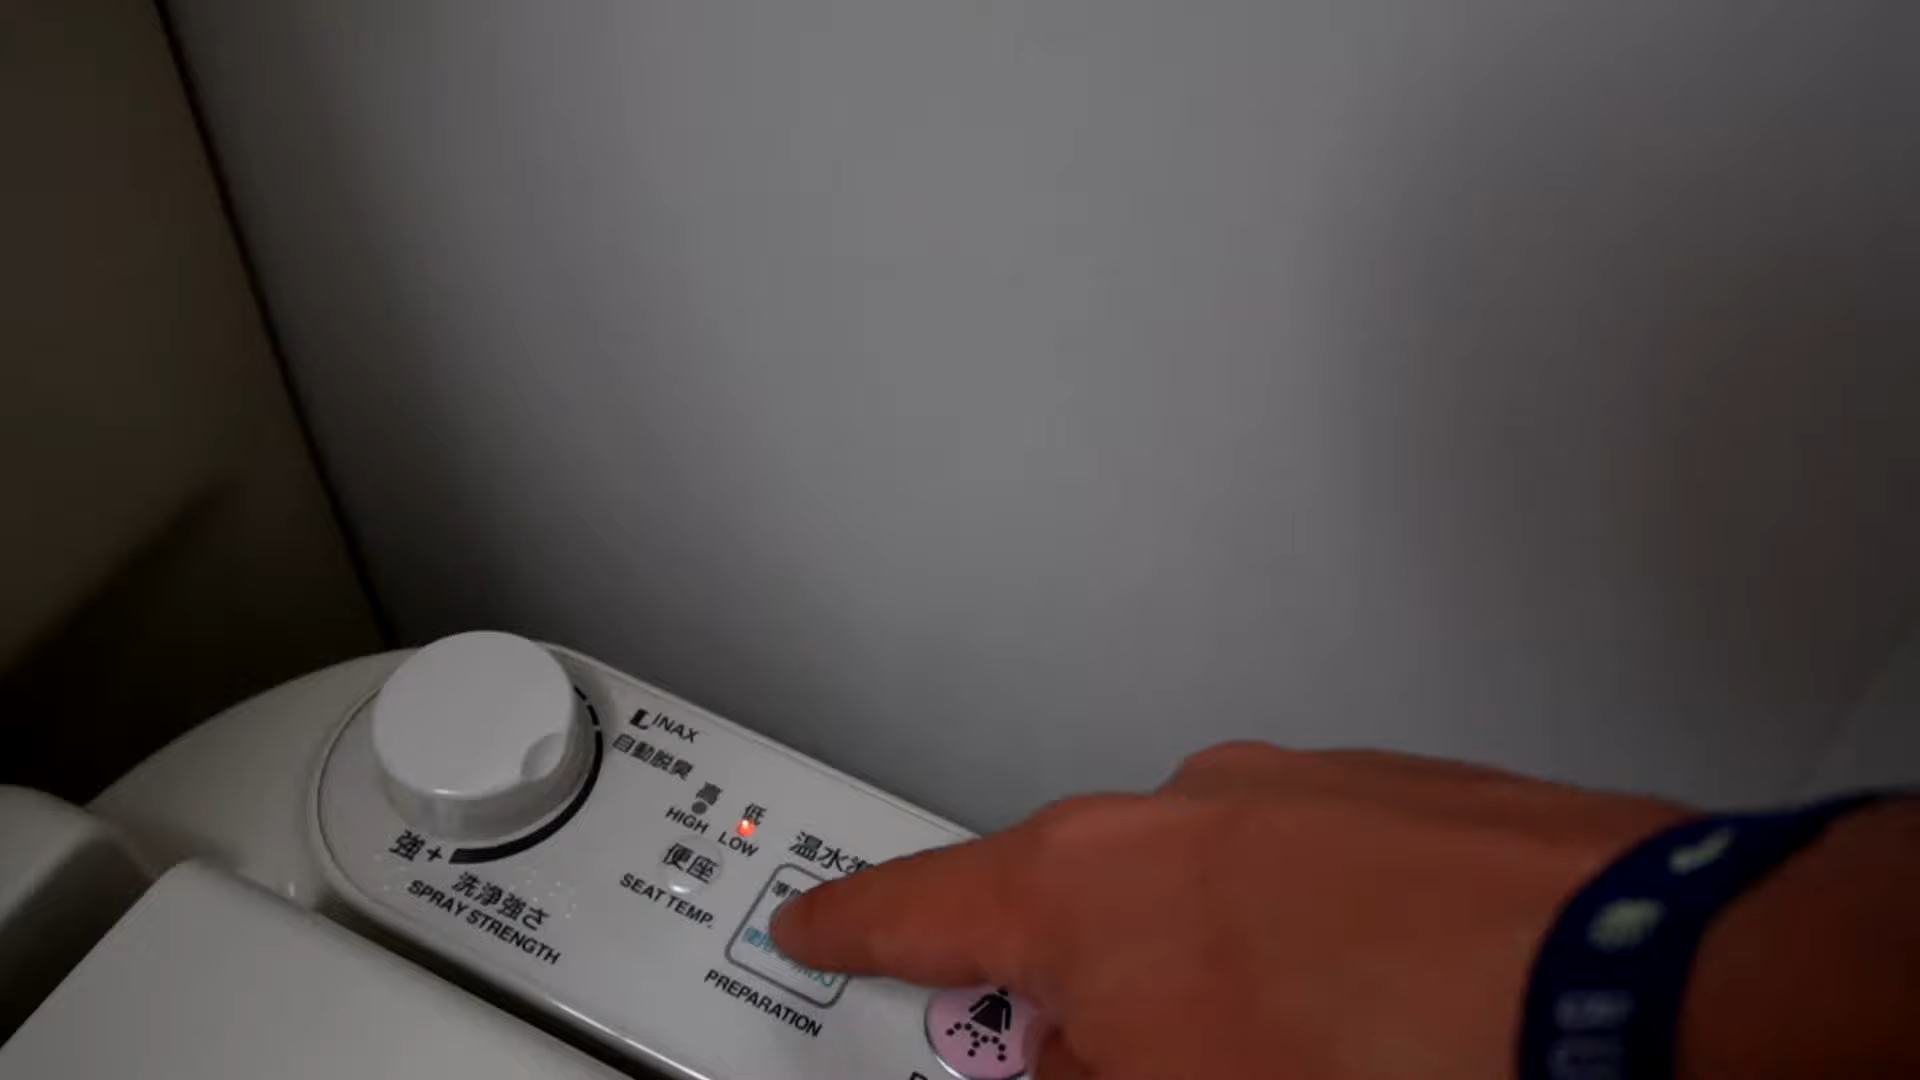 INAX
自動脱臭
高
HIGH
低
LOW
便座
SEAT TEMP.
温水
PREPARATION
強+
洗浄強さ
SPRAY STRENGTH